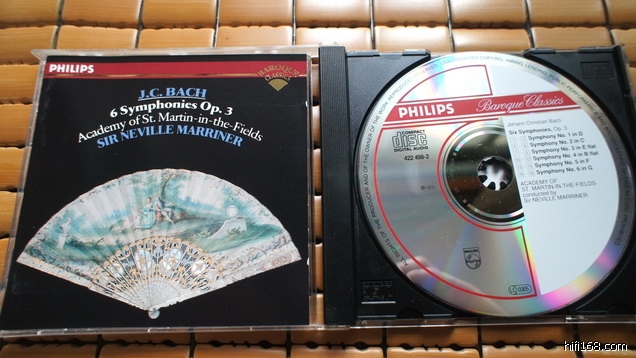 PHILIPS
BAROQUE
CLASSICS
J.C. BACH
6 Symphonies Op. 3
Academy of St. Martin-in-the-Fields
SIR NEVILLE MARRINER
PHILIPS
Baroque Classics
COMPACT
disc
DIGITAL AUDIO
422 498-2
Johann Christian Bach
Six Symphonies, Op. 3
Symphony No. 1 in D
Symphony No. 2 in C
Symphony No. 3 in E flat
Symphony No. 4 in B flat
Symphony No. 5 in F
Symphony No. 6 in G
ACADEMY OF
ST. MARTIN-IN-THE-FIELDS
conducted by
Sir NEVILLE MARRINER
PHILIPS
hifi168.com